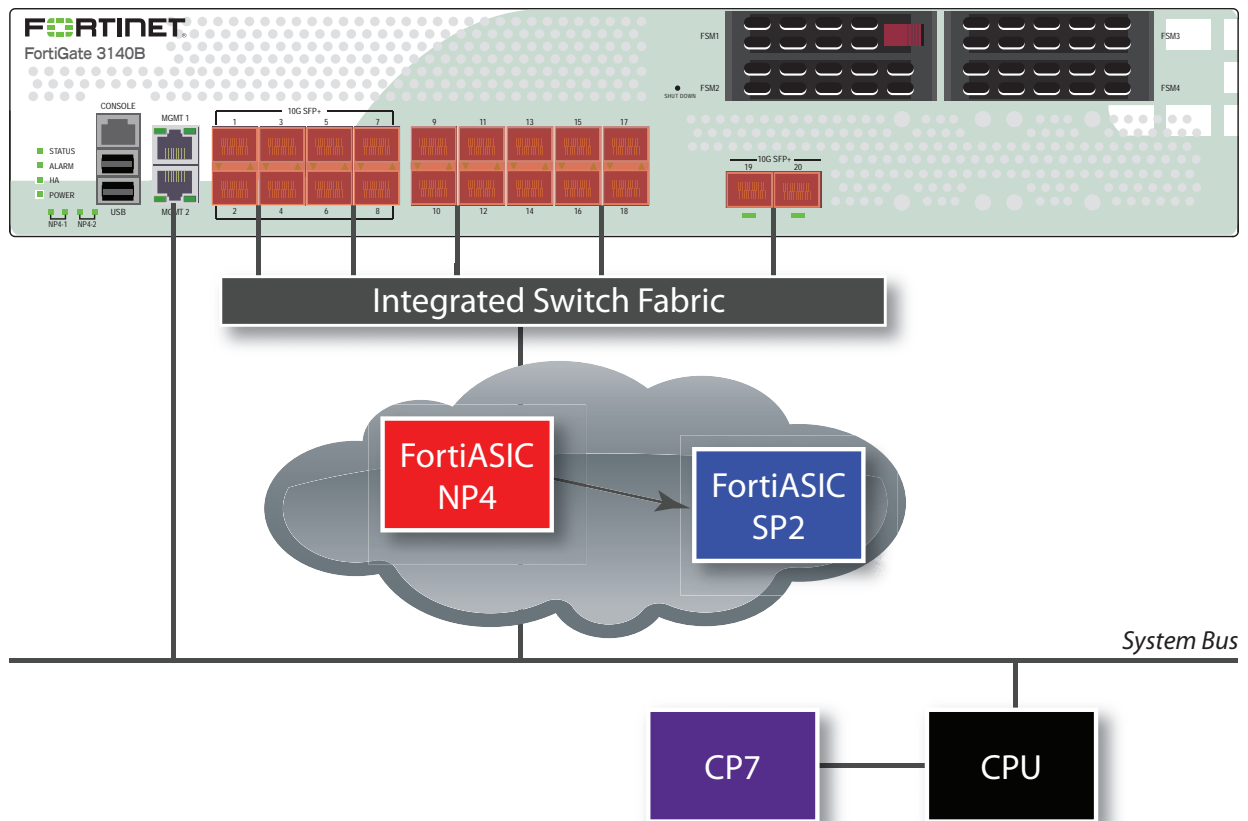 FORTINET
FortiGate 3140B
FSM1
FSM3
FSM2
FSM4
SHUT DOWN
CONSOLE
MGMT 1
10G SFP+
1 3 5 7
9 11 13 15 17
STATUS
ALARM
HA
POWER
10G SFP+
19 20
USB
MGMT 2
2 4 6 8
10 12 14 16 18
NP4-1 NP4-2
Integrated Switch Fabric
FortiASIC
NP4
FortiASIC
SP2
System Bus
CP7
CPU